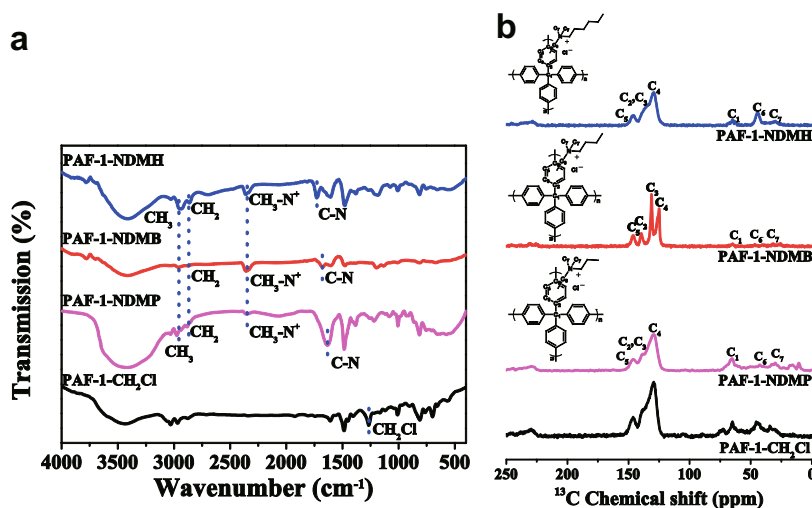 a
PAF-1-NDMH
CH₃
CH₂
CH₃-N⁺
C-N
PAF-1-NDMB
CH₂
CH₃-N⁺
C-N
PAF-1-NDMP
CH₃
CH₂
CH₃-N⁺
C-N
PAF-1-CH₂Cl
CH₂Cl
Transmission (%)
4000 3500 3000 2500 2000 1500 1000 500
Wavenumber (cm⁻¹)
b
C₅ C₂,C₃ C₄ C₁ C₆ C₇
PAF-1-NDMH
C₃
C₄
C₂ C₁ C₆ C₇
PAF-1-NDMB
C₅ C₂,C₃ C₄ C₁ C₆ C₇
PAF-1-NDMP
PAF-1-CH₂Cl
250 200 150 100 50 0
¹³C Chemical shift (ppm)